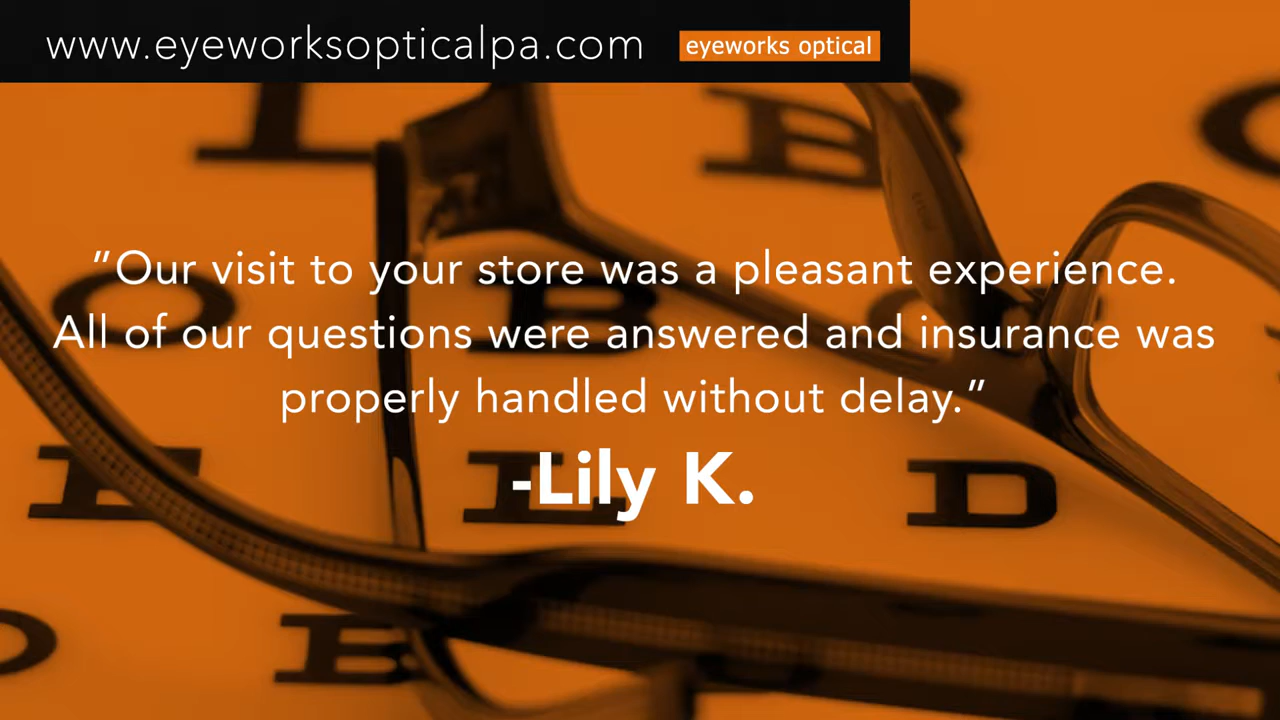 www.eyeworksopticalpa.com
eyeworks optical
I B C
"Our visit to your store was a pleasant experience.
O B
All of our questions were answered and insurance was
properly handled without delay."
-Lily K.
E E D
B